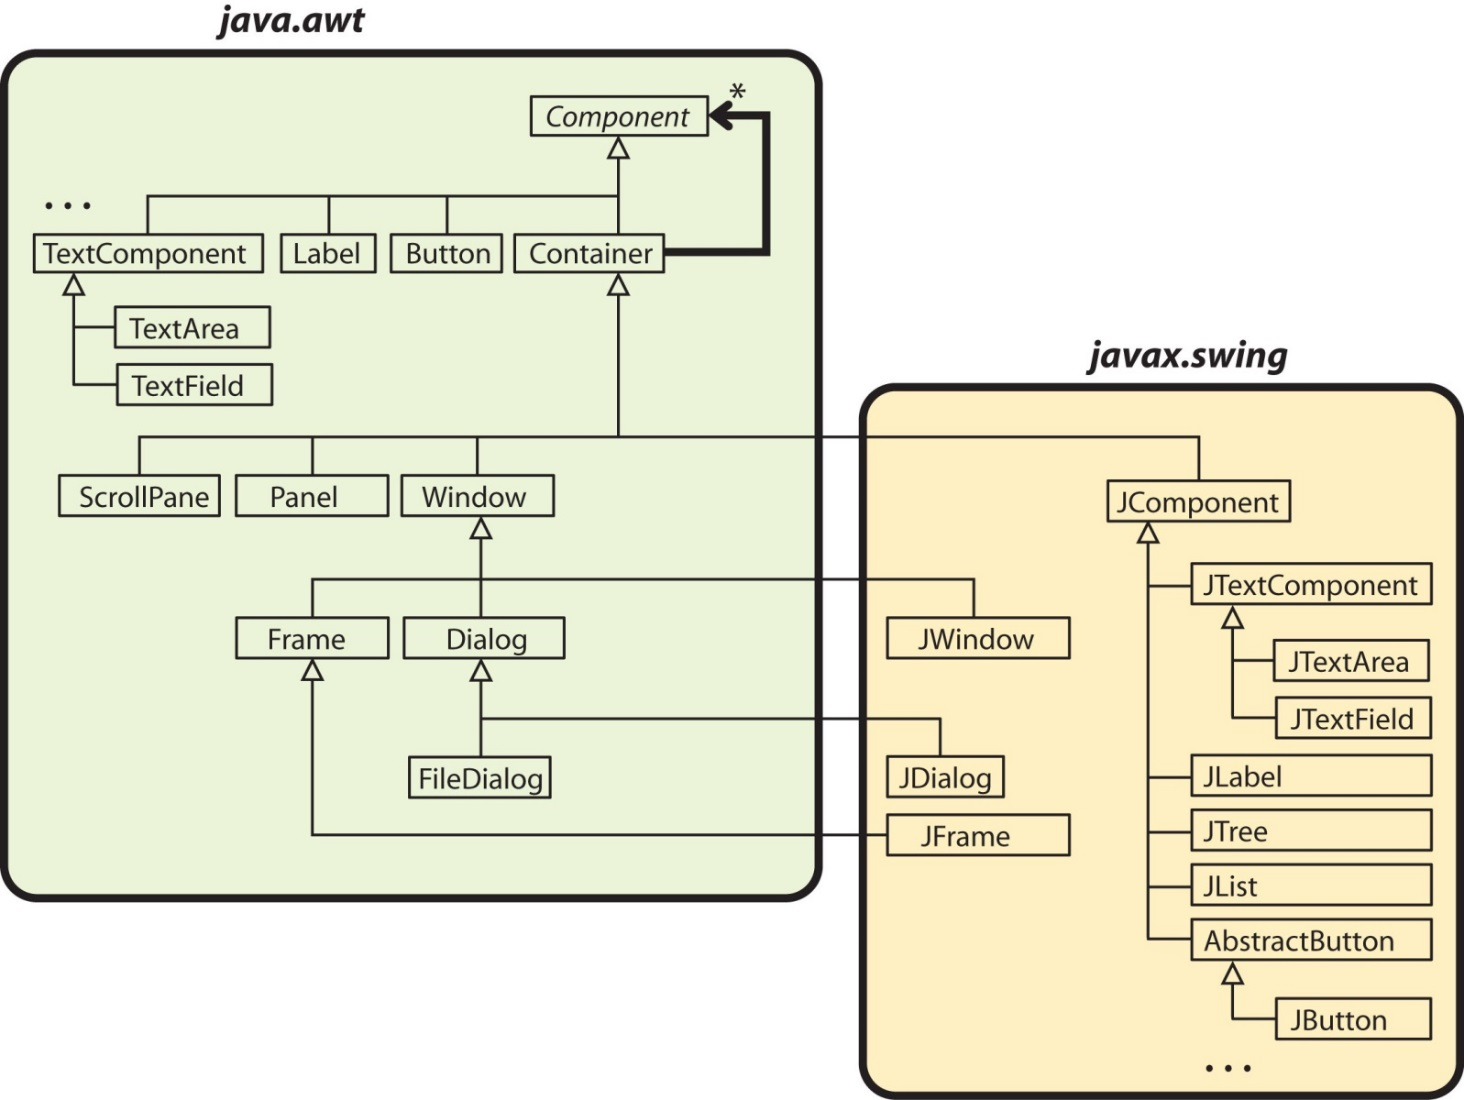 java.awt
Component
*
...
TextComponent
Label
Button
Container
TextArea
TextField
ScrollPane
Panel
Window
Frame
Dialog
FileDialog
javax.swing
JComponent
JTextComponent
JWindow
JTextArea
JTextField
JDialog
JLabel
JFrame
JTree
JList
AbstractButton
JButton
...